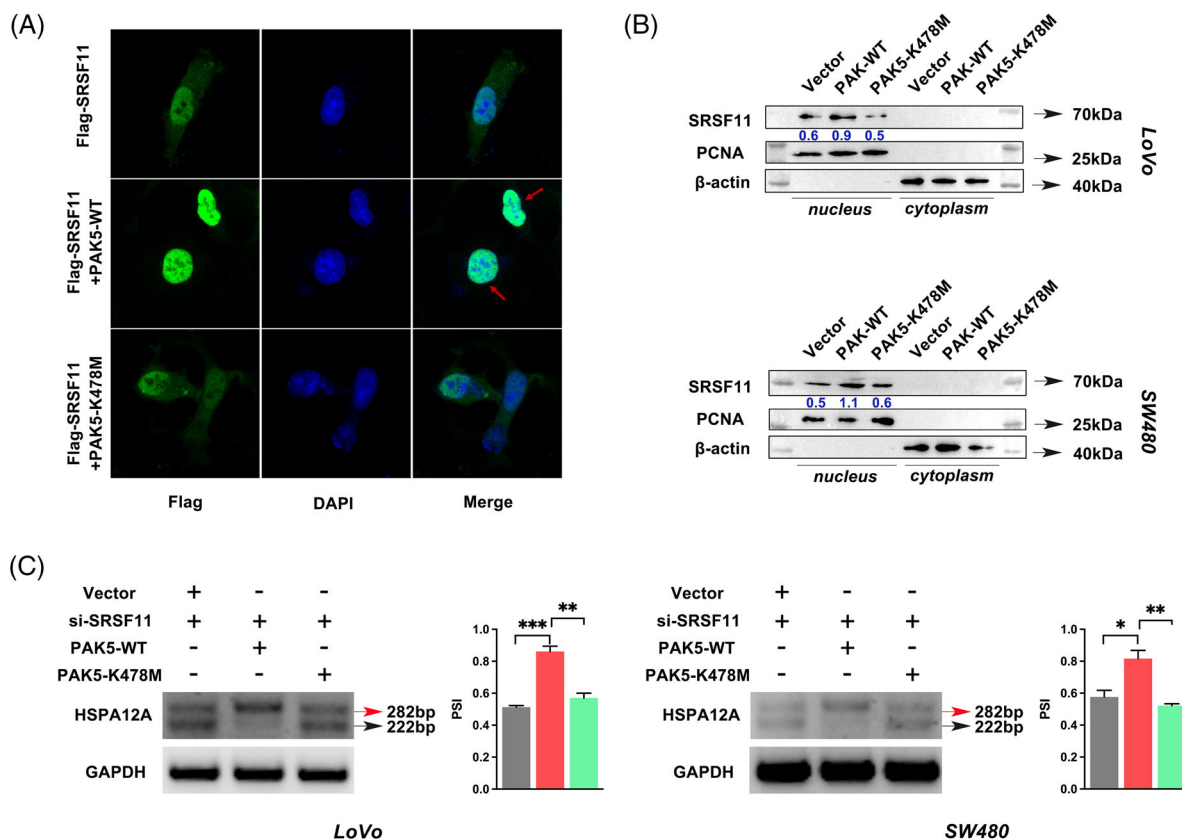 (A)
Flag-SRSF11
Flag-SRSF11
+PAK5-WT
Flag-SRSF11
+PAK5-K478M
Flag
DAPI
Merge
(B)
Vector
PAK-WT
PAK5-K478M
Vector
PAK-WT
PAK5-K478M
SRSF11
70kDa
0.6 0.9 0.5
PCNA
25kDa
β-actin
40kDa
nucleus cytoplasm
LoVo
Vector
PAK-WT
PAK5-K478M
Vector
PAK-WT
PAK5-K478M
SRSF11
70kDa
0.5 1.1 0.6
PCNA
25kDa
β-actin
40kDa
nucleus cytoplasm
SW480
(C)
Vector + - -
si-SRSF11 + + +
PAK5-WT - + -
PAK5-K478M - - +
HSPA12A
282bp
222bp
GAPDH
PSI
1.0
0.8
0.6
0.4
0.2
0.0
*** **
LoVo
Vector + - -
si-SRSF11 + + +
PAK5-WT - + -
PAK5-K478M - - +
HSPA12A
282bp
222bp
GAPDH
PSI
1.0
0.8
0.6
0.4
0.2
0.0
* **
SW480